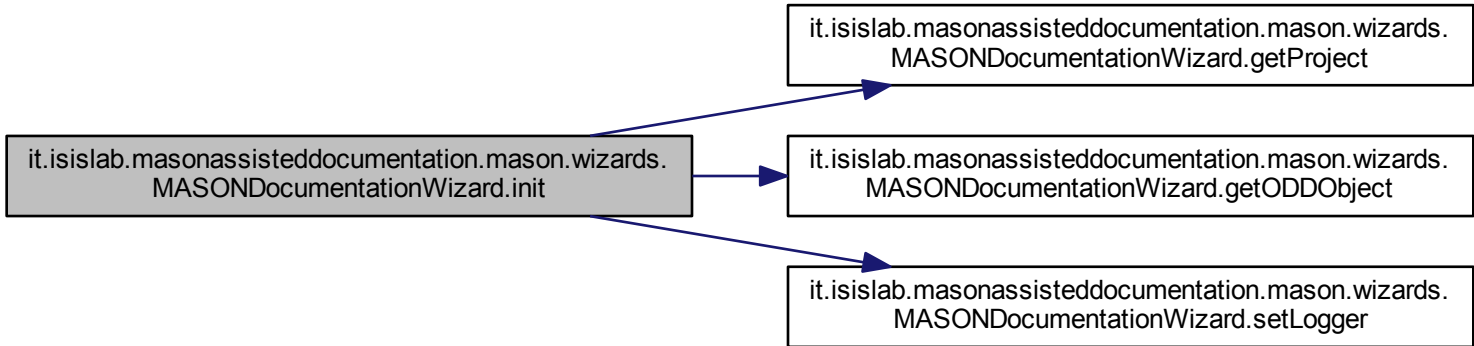 it.isislab.masonassisteddocumentation.mason.wizards.
MASONDocumentationWizard.init
it.isislab.masonassisteddocumentation.mason.wizards.
MASONDocumentationWizard.getProject
it.isislab.masonassisteddocumentation.mason.wizards.
MASONDocumentationWizard.getODDObject
it.isislab.masonassisteddocumentation.mason.wizards.
MASONDocumentationWizard.setLogger